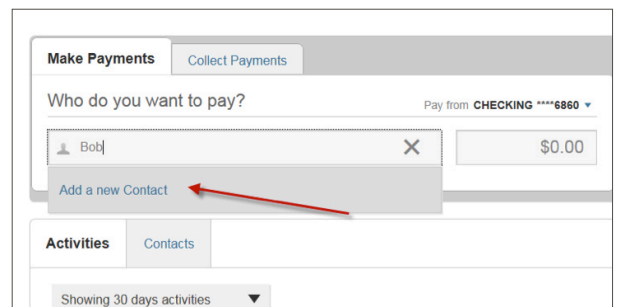 Make Payments Collect Payments
Who do you want to pay? Pay from CHECKING ****6860
Bob $0.00
Add a new Contact
Activities Contacts
Showing 30 days activities